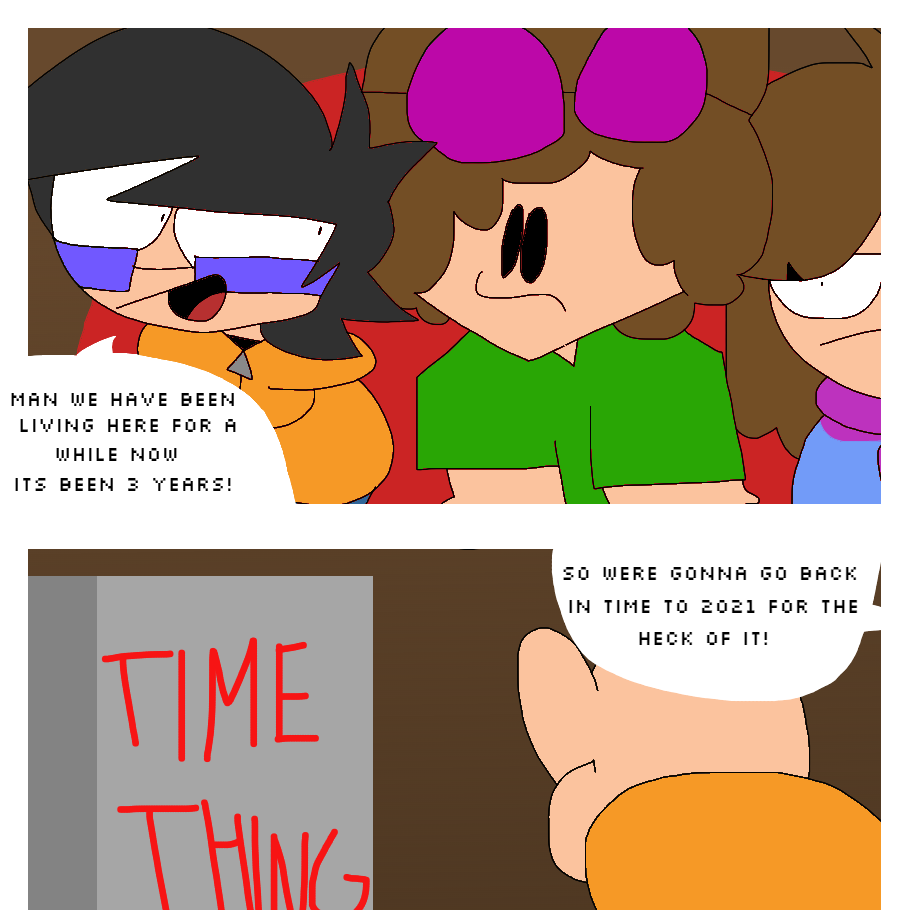 MAN WE HAVE BEEN
LIVING HERE FOR A
WHILE NOW
ITS BEEN 3 YEARS!
SO WERE GONNA GO BACK
IN TIME TO 2021 FOR THE
HECK OF IT!
TIME
THING